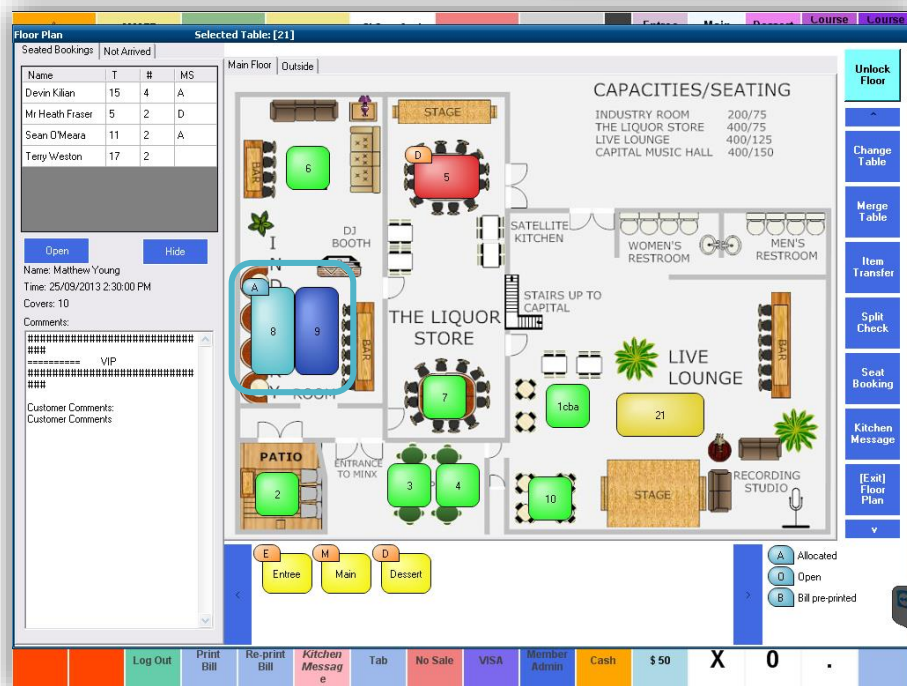 Entree Main Dessert Course Course
Floor Plan Selected Table: [21]
Seated Bookings Not Arrived
Name T # MS
Devin Kilian 15 4 A
Mr Heath Fraser 5 2 D
Sean O'Meara 11 2 A
Terry Weston 17 2
Open Hide
Name: Matthew Young
Time: 25/09/2013 2:30:00 PM
Covers: 10
Comments:
##############################
###
========== VIP
##############################
###
Customer Comments:
Customer Comments
Main Floor Outside
CAPACITIES/SEATING
INDUSTRY ROOM 200/75
THE LIQUOR STORE 400/75
LIVE LOUNGE 400/125
CAPITAL MUSIC HALL 400/150
STAGE
D
5
BAR
6
DJ
BOOTH
SATELLITE
KITCHEN
WOMEN'S
RESTROOM
MEN'S
RESTROOM
A
8
9
BAR
ROOM
THE LIQUOR
STORE
STAIRS UP TO
CAPITAL
7
1cba
LIVE
LOUNGE
21
BAR
PATIO
2
ENTRANCE
TO MINX
3
4
10
STAGE
RECORDING
STUDIO
E
Entree
M
Main
D
Dessert
<
>
A Allocated
O Open
B Bill pre-printed
Unlock
Floor
^
Change
Table
Merge
Table
Item
Transfer
Split
Check
Seat
Booking
Kitchen
Message
[Exit]
Floor
Plan
v
Log Out
Print
Bill
Re-print
Bill
Kitchen
Messag
e
Tab
No Sale
VISA
Member
Admin
Cash
$ 50
X
0
.